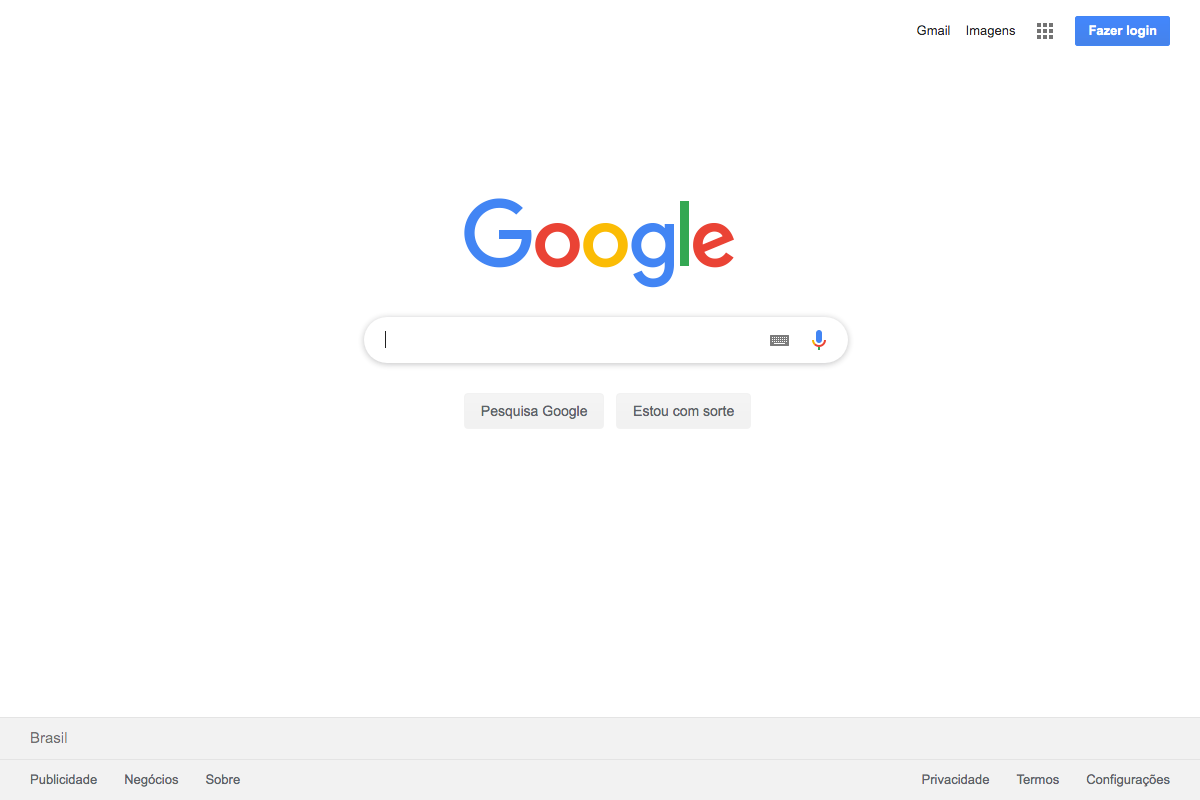 Gmail Imagens Fazer login
Google
Pesquisa Google Estou com sorte
Brasil
Publicidade Negócios Sobre Privacidade Termos Configurações